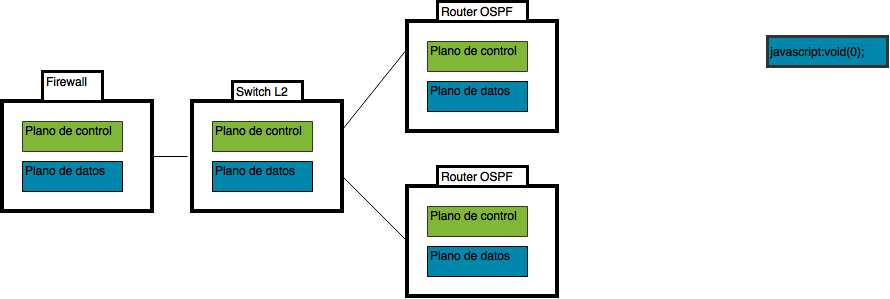 Router OSPF
Plano de control
Plano de datos
javascript:void(0);
Firewall
Plano de control
Plano de datos
Switch L2
Plano de control
Plano de datos
Router OSPF
Plano de control
Plano de datos